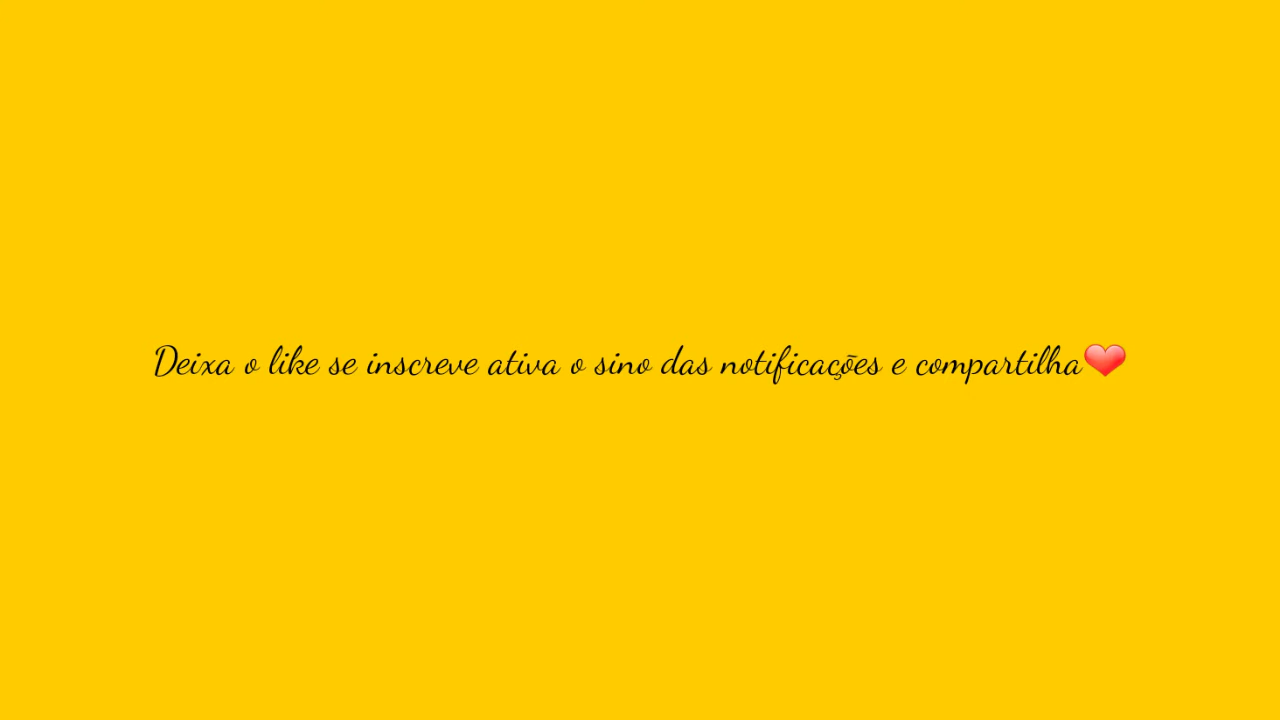 Deixa o like se inscreve ativa o sino das notificações e compartilha❤️